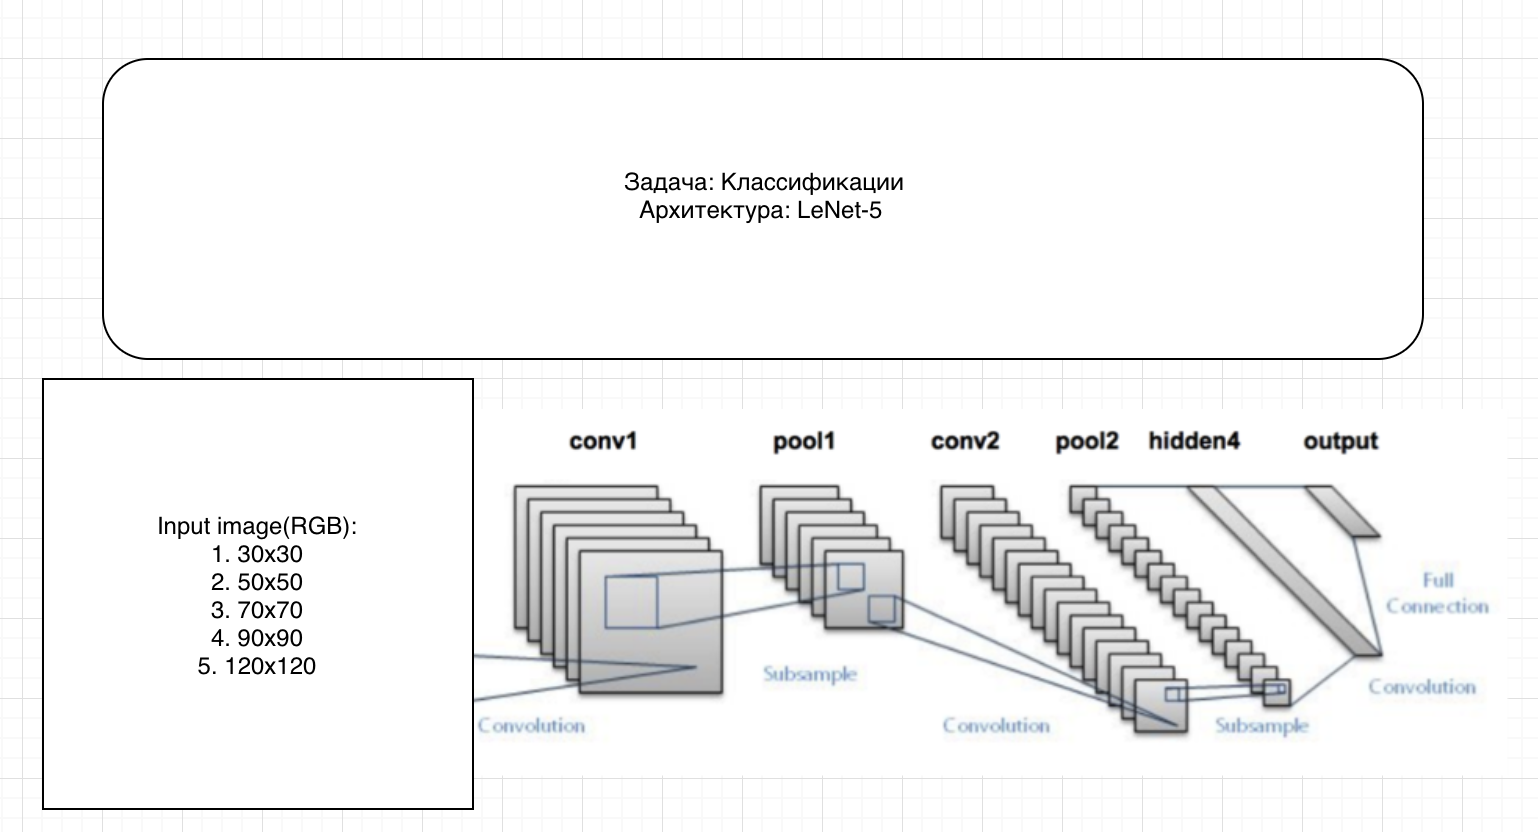 Задача: Классификации
Архитектура: LeNet-5
conv1 pool1 conv2 pool2 hidden4 output
Input image(RGB):
1. 30x30
2. 50x50
3. 70x70
4. 90x90
5. 120x120
Full
Connection
Subsample
Convolution
Convolution
Convolution
Subsample